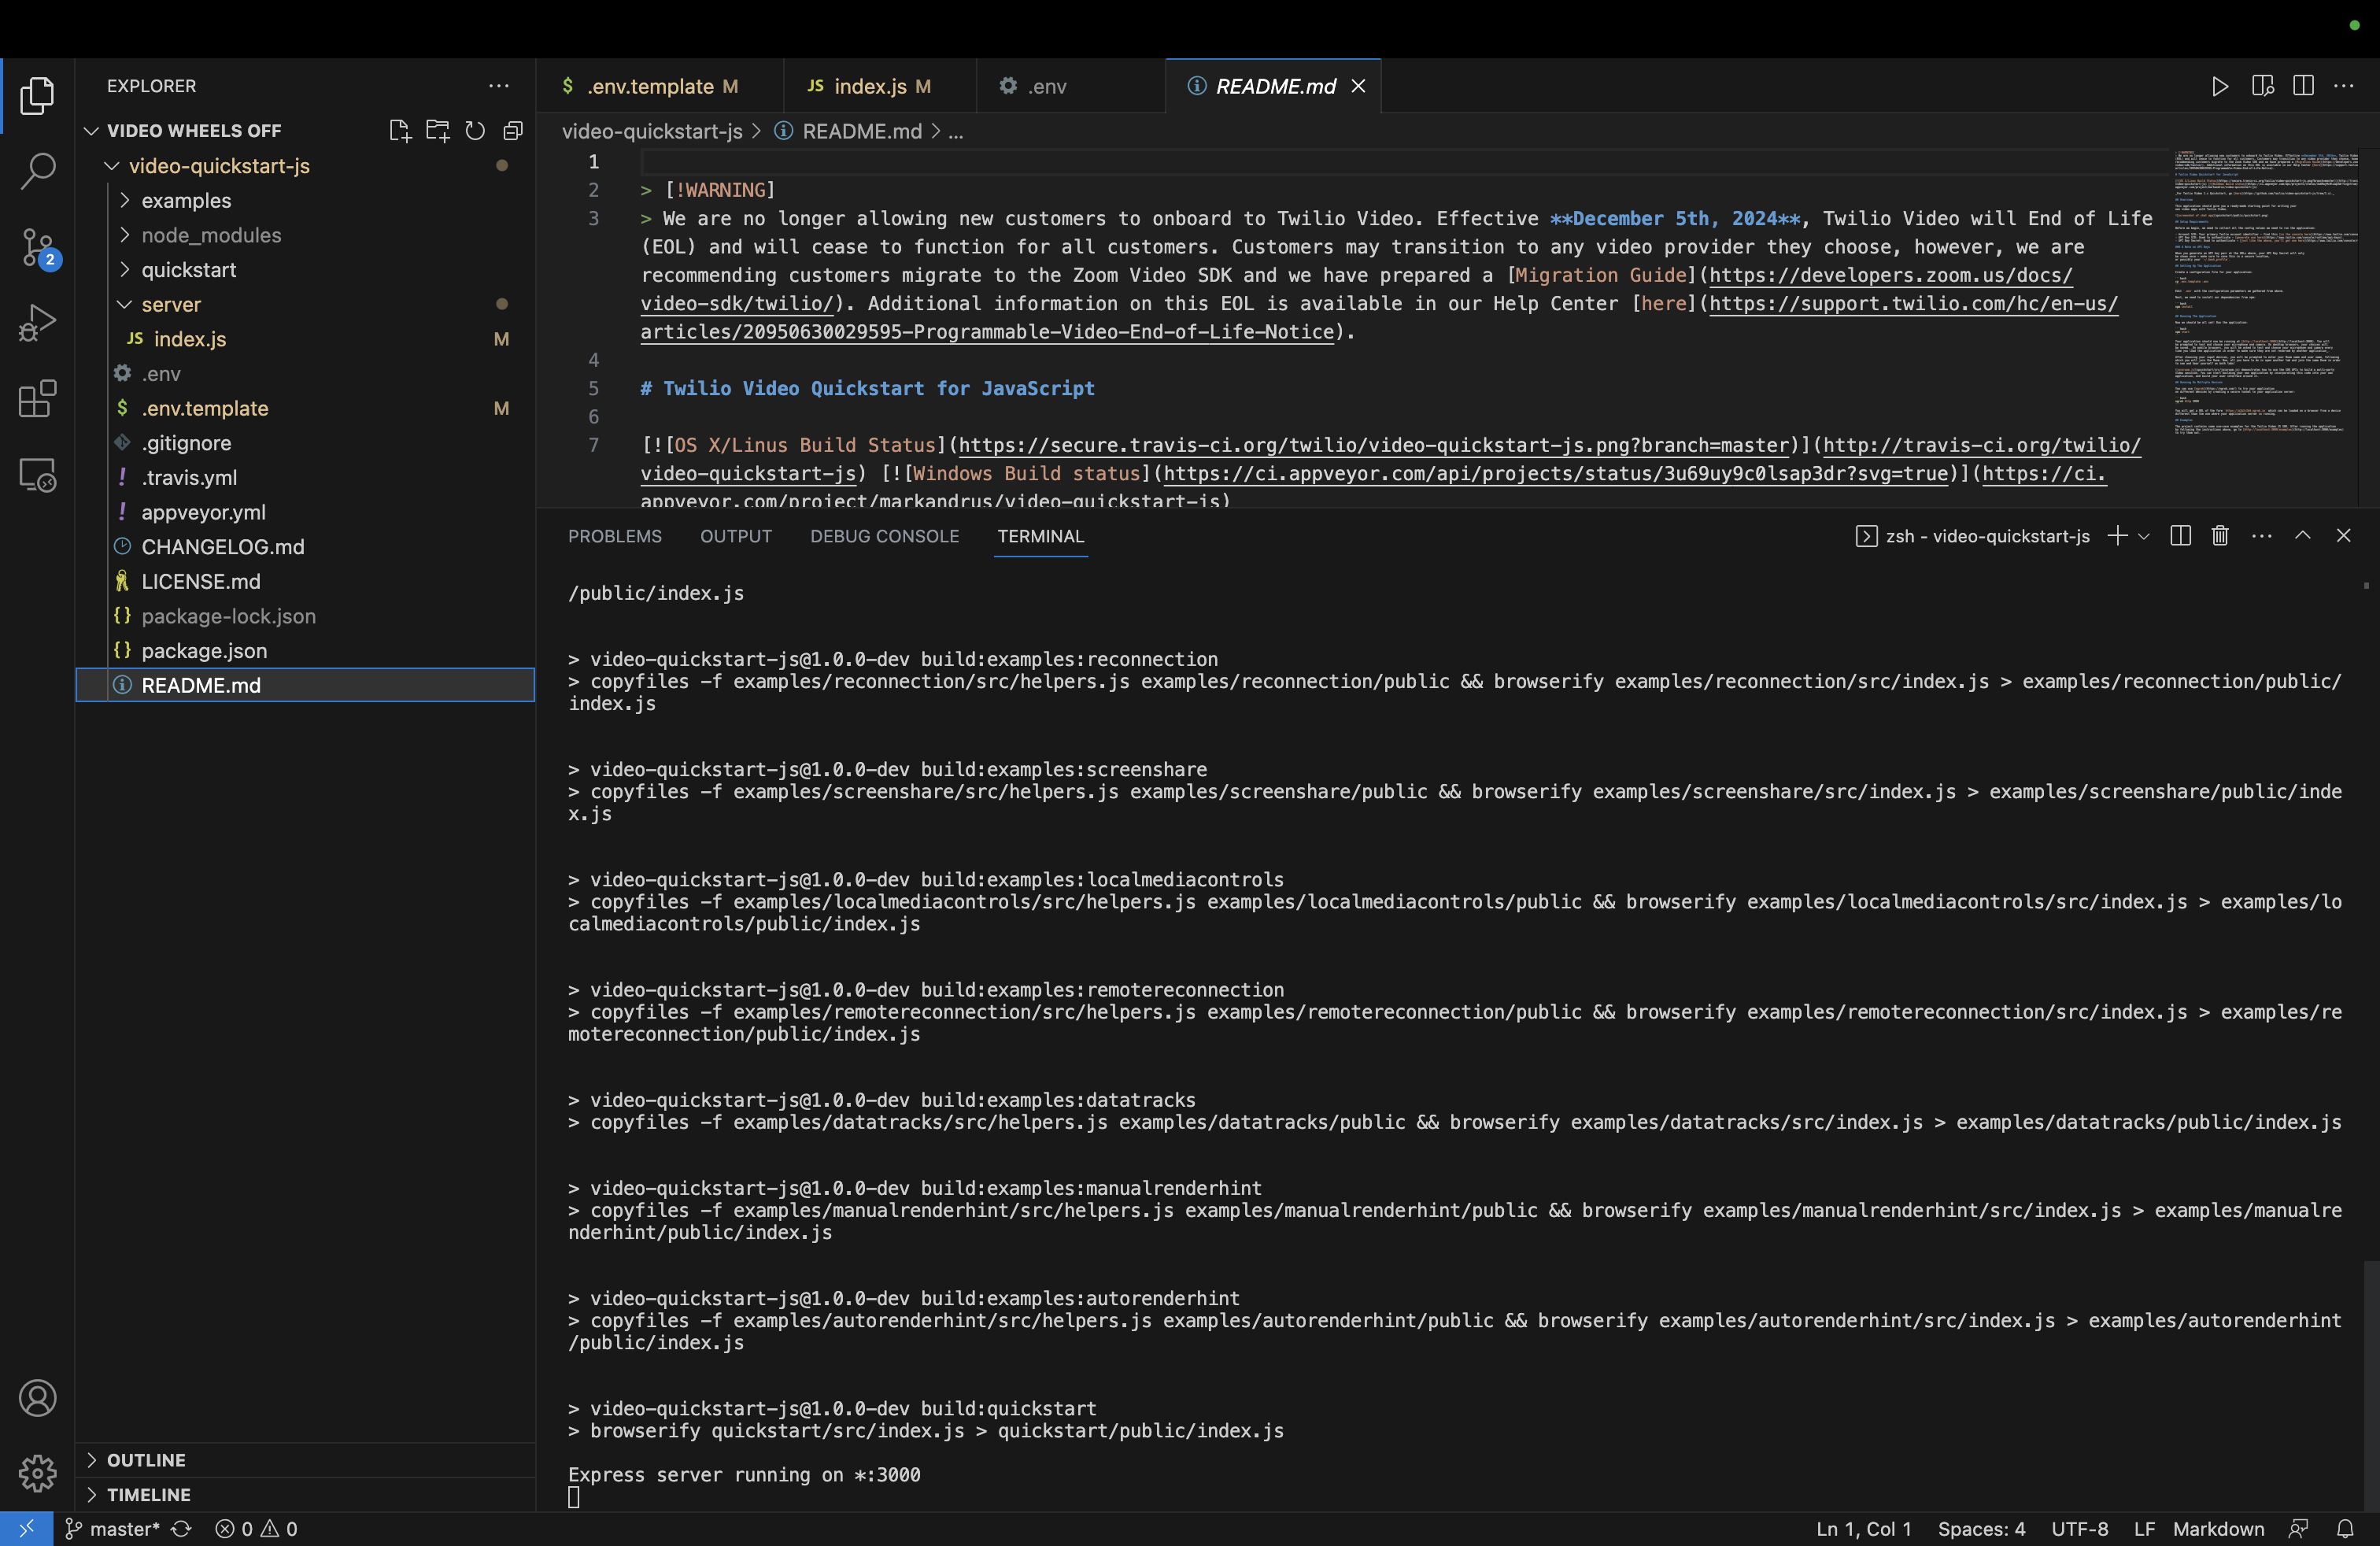 EXPLORER
VIDEO WHEELS OFF
video-quickstart-js
examples
node_modules
quickstart
server
JS index.js M
.env
$ .env.template M
.gitignore
! .travis.yml
! appveyor.yml
CHANGELOG.md
LICENSE.md
{} package-lock.json
{} package.json
README.md
OUTLINE
TIMELINE
2
$ .env.template M
JS index.js M
.env
README.md
video-quickstart-js > README.md > ...
1
2 > [!WARNING]
3 > We are no longer allowing new customers to onboard to Twilio Video. Effective **December 5th, 2024**, Twilio Video will End of Life
(EOL) and will cease to function for all customers. Customers may transition to any video provider they choose, however, we are
recommending customers migrate to the Zoom Video SDK and we have prepared a [Migration Guide](https://developers.zoom.us/docs/
video-sdk/twilio/). Additional information on this EOL is available in our Help Center [here](https://support.twilio.com/hc/en-us/
articles/20950630029595-Programmable-Video-End-of-Life-Notice).
4
5 # Twilio Video Quickstart for JavaScript
6
7 [![OS X/Linus Build Status](https://secure.travis-ci.org/twilio/video-quickstart-js.png?branch=master)](http://travis-ci.org/twilio/
video-quickstart-js) [![Windows Build status](https://ci.appveyor.com/api/projects/status/3u69uy9c0lsap3dr?svg=true)](https://ci.
appveyor.com/project/markandrus/video-quickstart-js)
PROBLEMS OUTPUT DEBUG CONSOLE TERMINAL
zsh - video-quickstart-js
/public/index.js
> video-quickstart-js@1.0.0-dev build:examples:reconnection
> copyfiles -f examples/reconnection/src/helpers.js examples/reconnection/public && browserify examples/reconnection/src/index.js > examples/reconnection/public/
index.js
> video-quickstart-js@1.0.0-dev build:examples:screenshare
> copyfiles -f examples/screenshare/src/helpers.js examples/screenshare/public && browserify examples/screenshare/src/index.js > examples/screenshare/public/inde
x.js
> video-quickstart-js@1.0.0-dev build:examples:localmediacontrols
> copyfiles -f examples/localmediacontrols/src/helpers.js examples/localmediacontrols/public && browserify examples/localmediacontrols/src/index.js > examples/lo
calmediacontrols/public/index.js
> video-quickstart-js@1.0.0-dev build:examples:remotereconnection
> copyfiles -f examples/remotereconnection/src/helpers.js examples/remotereconnection/public && browserify examples/remotereconnection/src/index.js > examples/re
motereconnection/public/index.js
> video-quickstart-js@1.0.0-dev build:examples:datatracks
> copyfiles -f examples/datatracks/src/helpers.js examples/datatracks/public && browserify examples/datatracks/src/index.js > examples/datatracks/public/index.js
> video-quickstart-js@1.0.0-dev build:examples:manualrenderhint
> copyfiles -f examples/manualrenderhint/src/helpers.js examples/manualrenderhint/public && browserify examples/manualrenderhint/src/index.js > examples/manualre
nderhint/public/index.js
> video-quickstart-js@1.0.0-dev build:examples:autorenderhint
> copyfiles -f examples/autorenderhint/src/helpers.js examples/autorenderhint/public && browserify examples/autorenderhint/src/index.js > examples/autorenderhint
/public/index.js
> video-quickstart-js@1.0.0-dev build:quickstart
> browserify quickstart/src/index.js > quickstart/public/index.js
Express server running on *:3000
master* 0 0 Ln 1, Col 1 Spaces: 4 UTF-8 LF Markdown